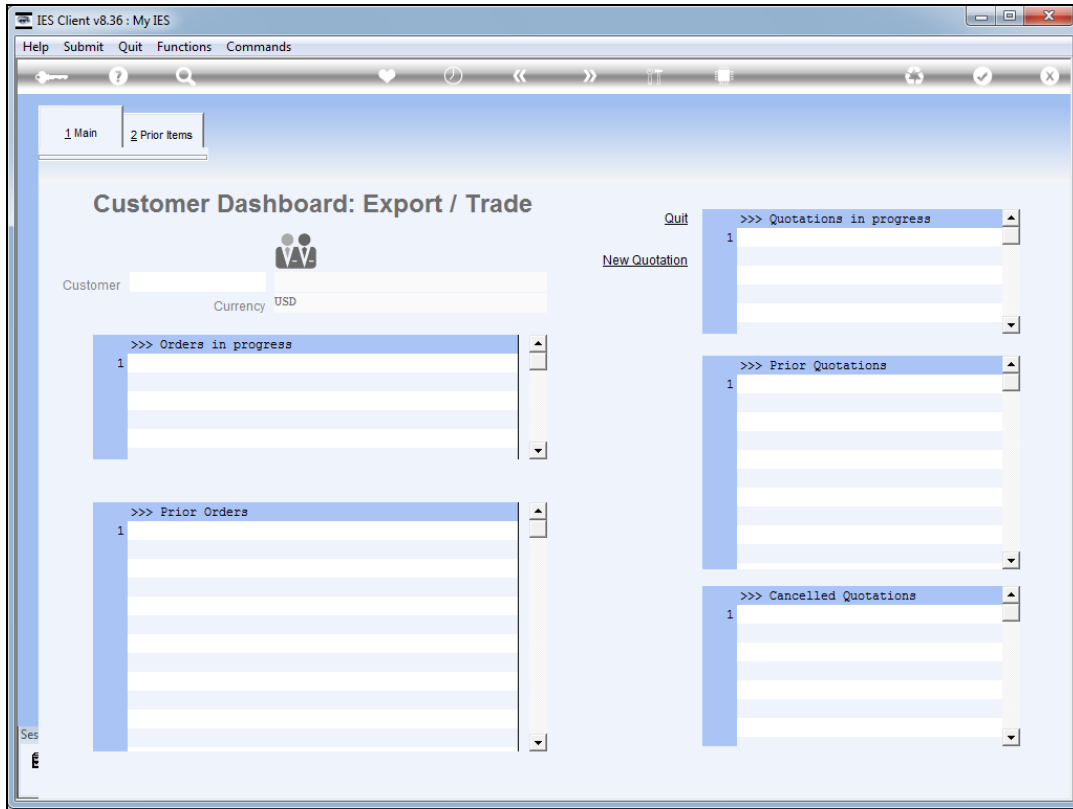 IES Client v8.36 : My IES
Help Submit Quit Functions Commands
1 Main
2 Prior Items
Customer Dashboard: Export / Trade
Quit
New Quotation
Customer
Currency USD
>>> Quotations in progress
1
>>> Orders in progress
1
>>> Prior Quotations
1
>>> Prior Orders
1
>>> Cancelled Quotations
1
Ses